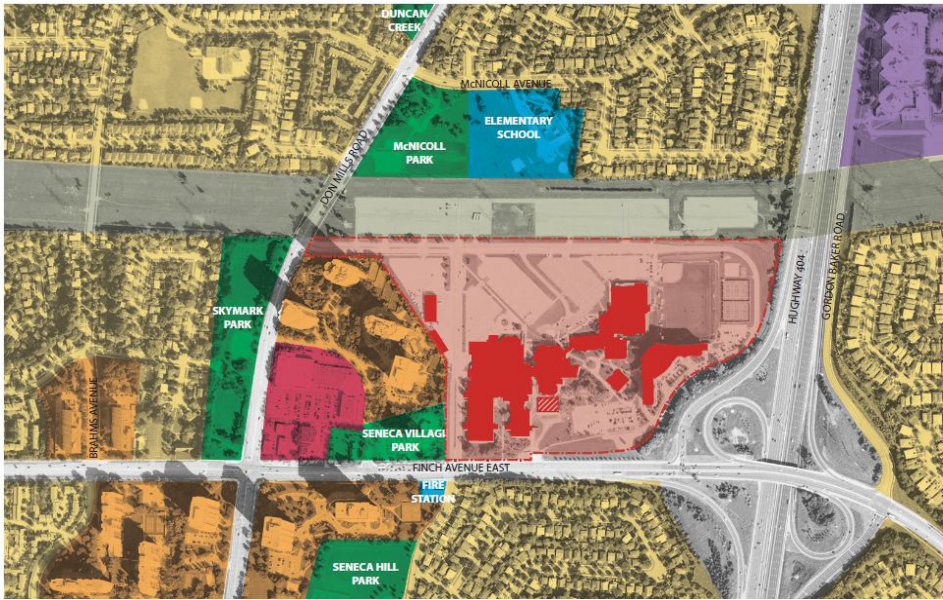 DUNCAN
CREEK
McNICOLL AVENUE
ELEMENTARY
SCHOOL
McNICOLL
PARK
DON MILLS ROAD
SKYMARK
PARK
HUGHWAY 404
GORDON BAKER ROAD
BRAHMS AVENUE
SENECA VILLAGE
PARK
FINCH AVENUE EAST
FIRE
STATION
SENECA HILL
PARK